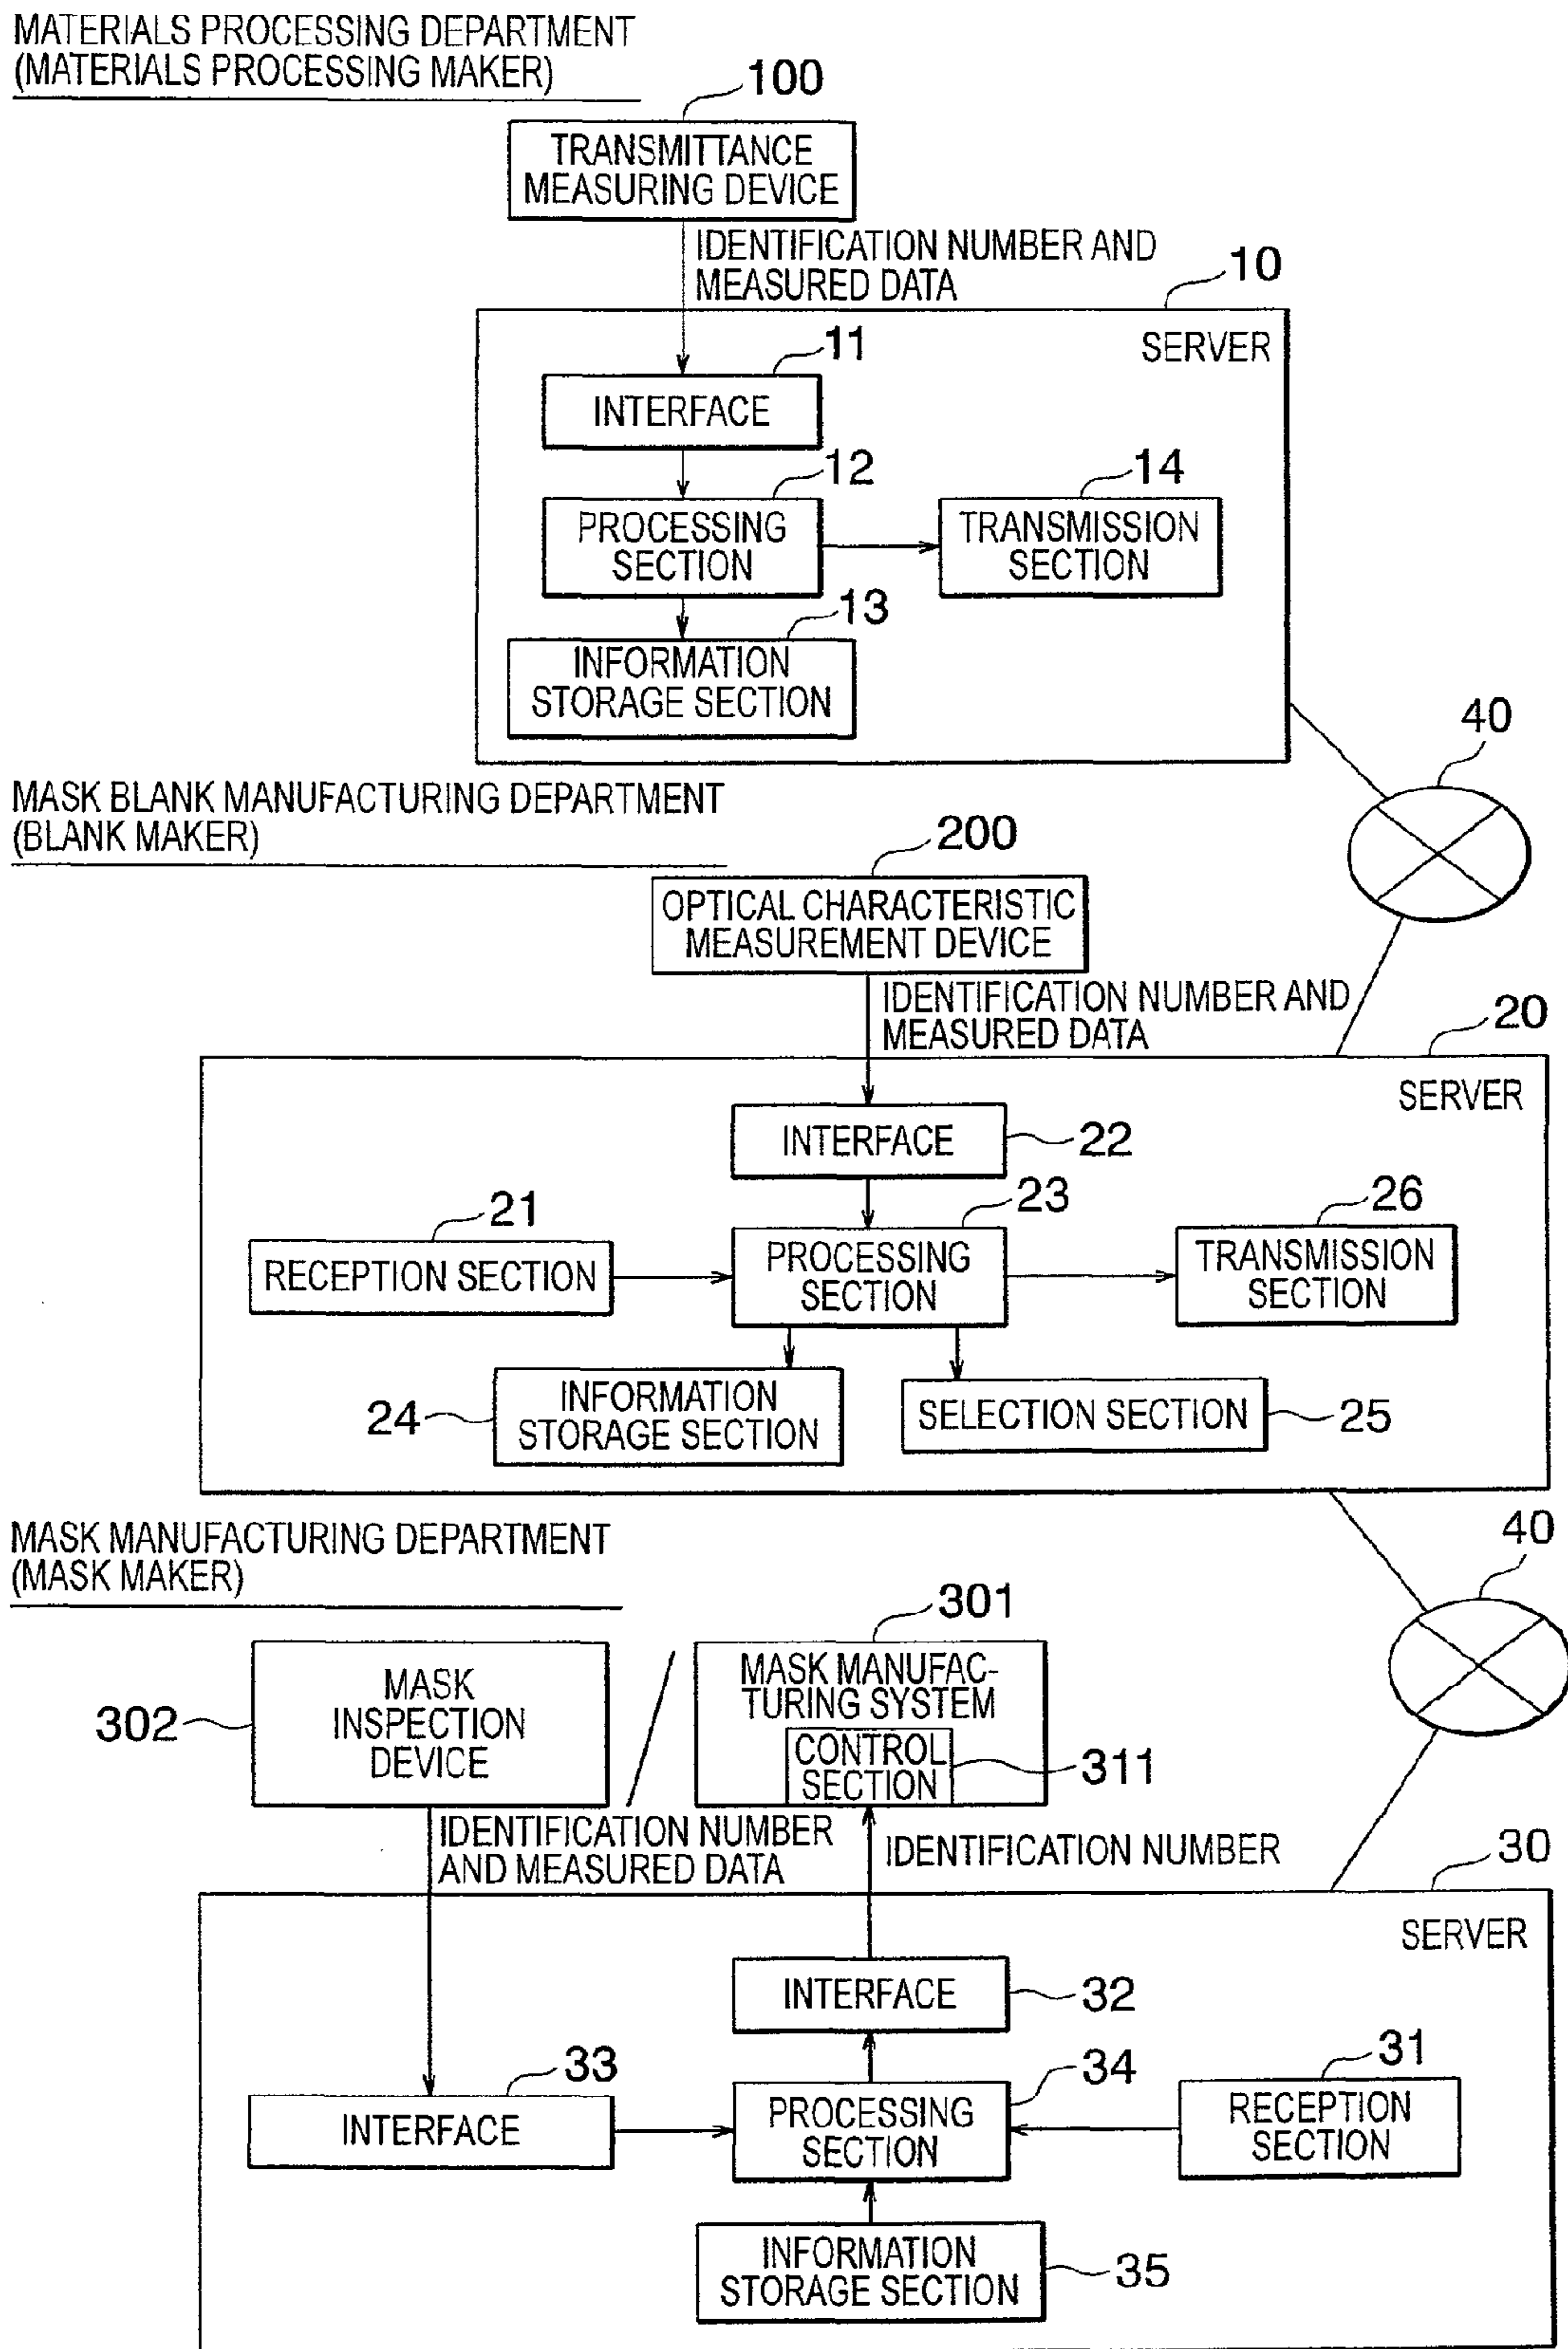 MATERIALS PROCESSING DEPARTMENT
(MATERIALS PROCESSING MAKER)
100
TRANSMITTANCE
MEASURING DEVICE
IDENTIFICATION NUMBER AND
MEASURED DATA
10
SERVER
11
INTERFACE
12
PROCESSING
SECTION
14
TRANSMISSION
SECTION
13
INFORMATION
STORAGE SECTION
40
MASK BLANK MANUFACTURING DEPARTMENT
(BLANK MAKER)
200
OPTICAL CHARACTERISTIC
MEASUREMENT DEVICE
IDENTIFICATION NUMBER AND
MEASURED DATA
20
SERVER
INTERFACE
22
21
RECEPTION SECTION
23
PROCESSING
SECTION
26
TRANSMISSION
SECTION
24
INFORMATION
STORAGE SECTION
SELECTION SECTION
25
MASK MANUFACTURING DEPARTMENT
(MASK MAKER)
40
302
MASK
INSPECTION
DEVICE
301
MASK MANUFAC-
TURING SYSTEM
CONTROL
SECTION
311
IDENTIFICATION NUMBER
AND MEASURED DATA
IDENTIFICATION NUMBER
30
SERVER
INTERFACE
32
33
INTERFACE
34
PROCESSING
SECTION
31
RECEPTION
SECTION
INFORMATION
STORAGE SECTION
35